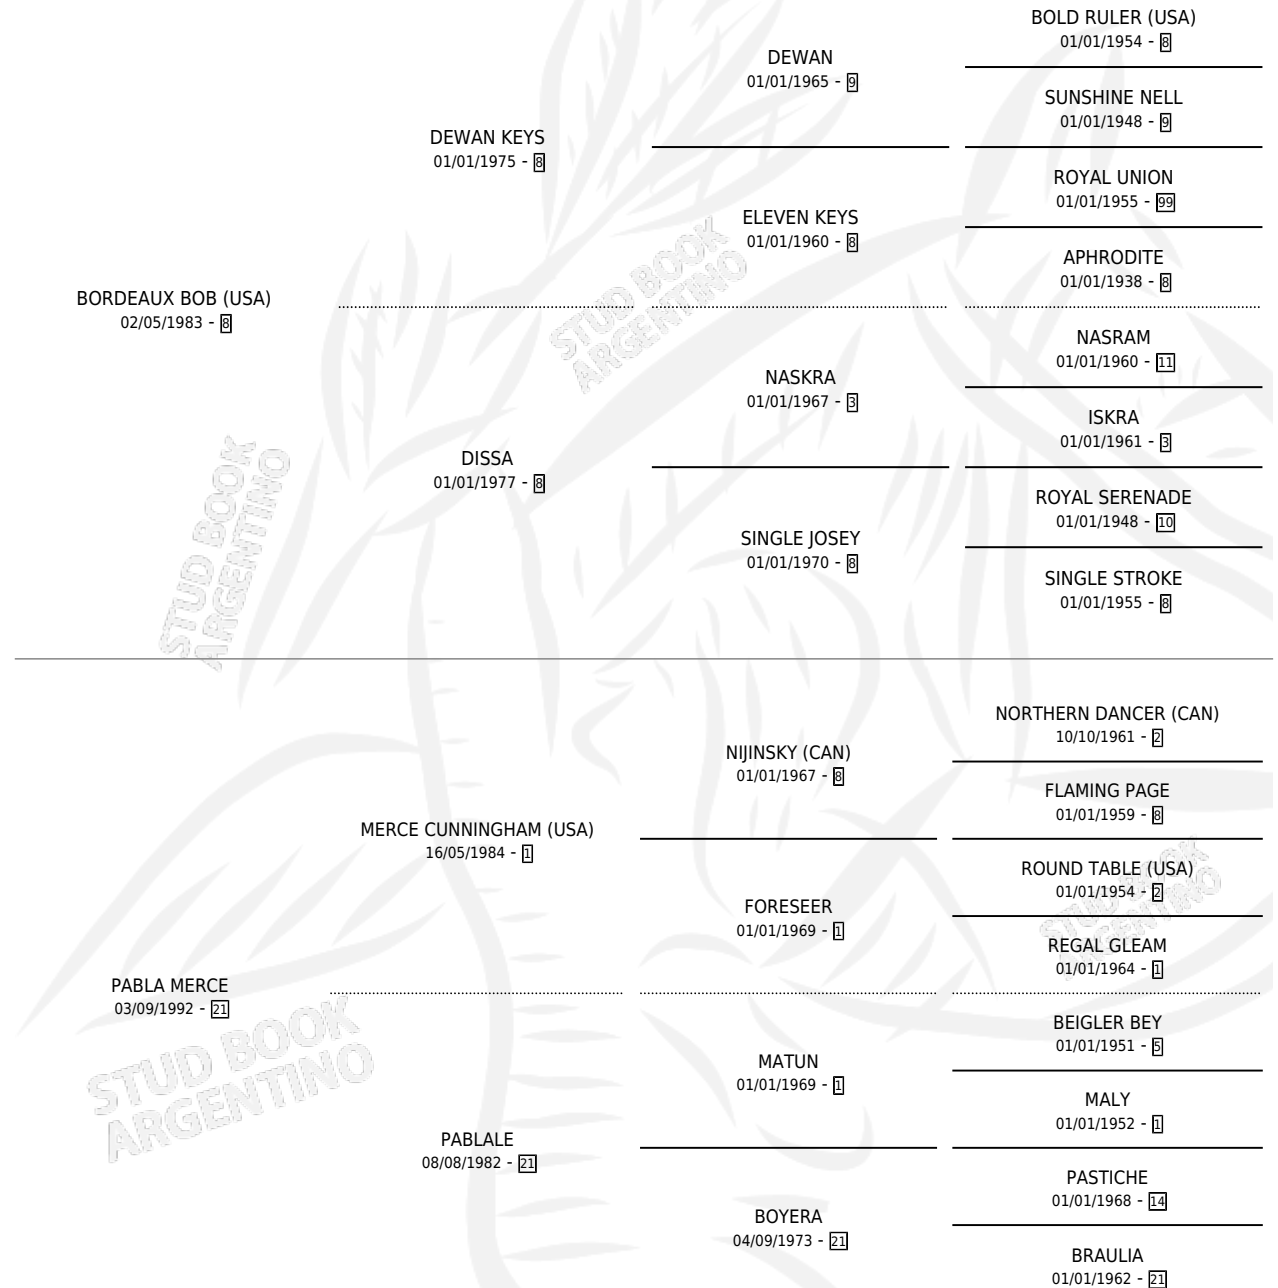 BOLD RULER (USA)
01/01/1954 - 8
DEWAN
01/01/1965 - 9
SUNSHINE NELL
01/01/1948 - 9
DEWAN KEYS
01/01/1975 - 8
ROYAL UNION
01/01/1955 - 99
ELEVEN KEYS
01/01/1960 - 8
APHRODITE
01/01/1938 - 8
BORDEAUX BOB (USA)
02/05/1983 - 8
STUD BOOK
ARGENTINO
NASRAM
01/01/1960 - 11
NASKRA
01/01/1967 - 3
ISKRA
01/01/1961 - 3
DISSA
01/01/1977 - 8
ROYAL SERENADE
01/01/1948 - 10
SINGLE JOSEY
01/01/1970 - 8
SINGLE STROKE
01/01/1955 - 8
STUD BOOK
ARGENTINO
NORTHERN DANCER (CAN)
10/10/1961 - 2
NIJINSKY (CAN)
01/01/1967 - 8
FLAMING PAGE
01/01/1959 - 8
MERCE CUNNINGHAM (USA)
16/05/1984 - 1
ROUND TABLE (USA)
01/01/1954 - 2
FORESEER
01/01/1969 - 1
REGAL GLEAM
01/01/1964 - 1
STUD BOOK
ARGENTINO
PABLA MERCE
03/09/1992 - 21
BEIGLER BEY
01/01/1951 - 5
MATUN
01/01/1969 - 1
MALY
01/01/1952 - 1
STUD BOOK
ARGENTINO
PABLALE
08/08/1982 - 21
PASTICHE
01/01/1968 - 14
BOYERA
04/09/1973 - 21
BRAULIA
01/01/1962 - 21